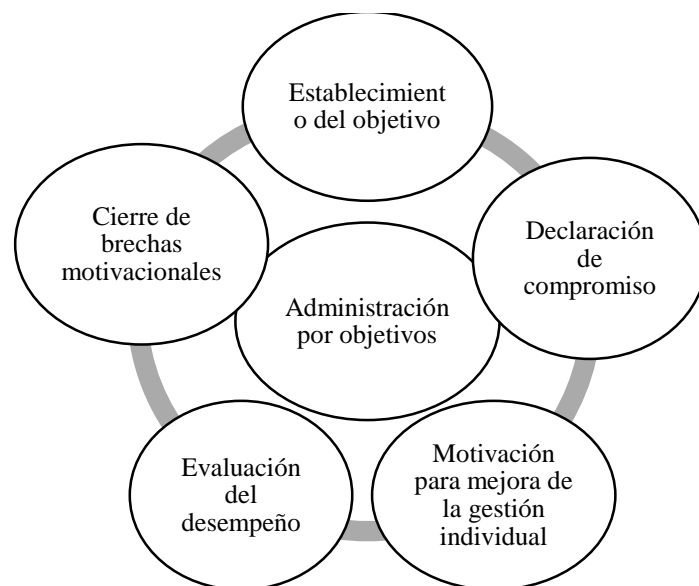 Establecimient
o del objetivo
Cierre de
brechas
motivacionales
Declaración
de
compromiso
Administración
por objetivos
Evaluación
del
desempeño
Motivación
para mejora de
la gestión
individual